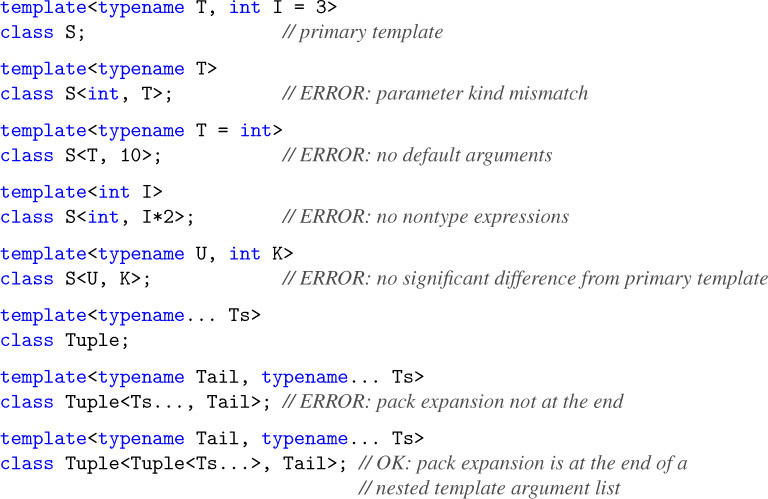 template<typename T, int I = 3>
class S; // primary template
template<typename T>
class S<int, T>; // ERROR: parameter kind mismatch
template<typename T = int>
class S<T, 10>; // ERROR: no default arguments
template<int I>
class S<int, I*2>; // ERROR: no nontype expressions
template<typename U, int K>
class S<U, K>; // ERROR: no significant difference from primary template
template<typename... Ts>
class Tuple;
template<typename Tail, typename... Ts>
class Tuple<Ts..., Tail>; // ERROR: pack expansion not at the end
template<typename Tail, typename... Ts>
class Tuple<Tuple<Ts...>, Tail>; // OK: pack expansion is at the end of a
// nested template argument list